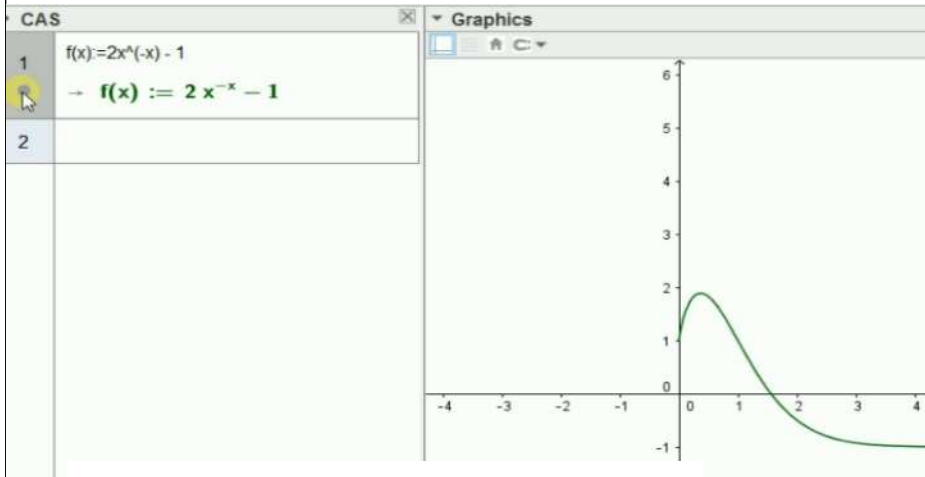 CAS
Graphics
1
f(x):=2x^(-x) - 1
→ f(x) := 2 x^{-x} − 1
2
6
5
4
3
2
1
0
-4 -3 -2 -1 0 1 2 3 4
-1